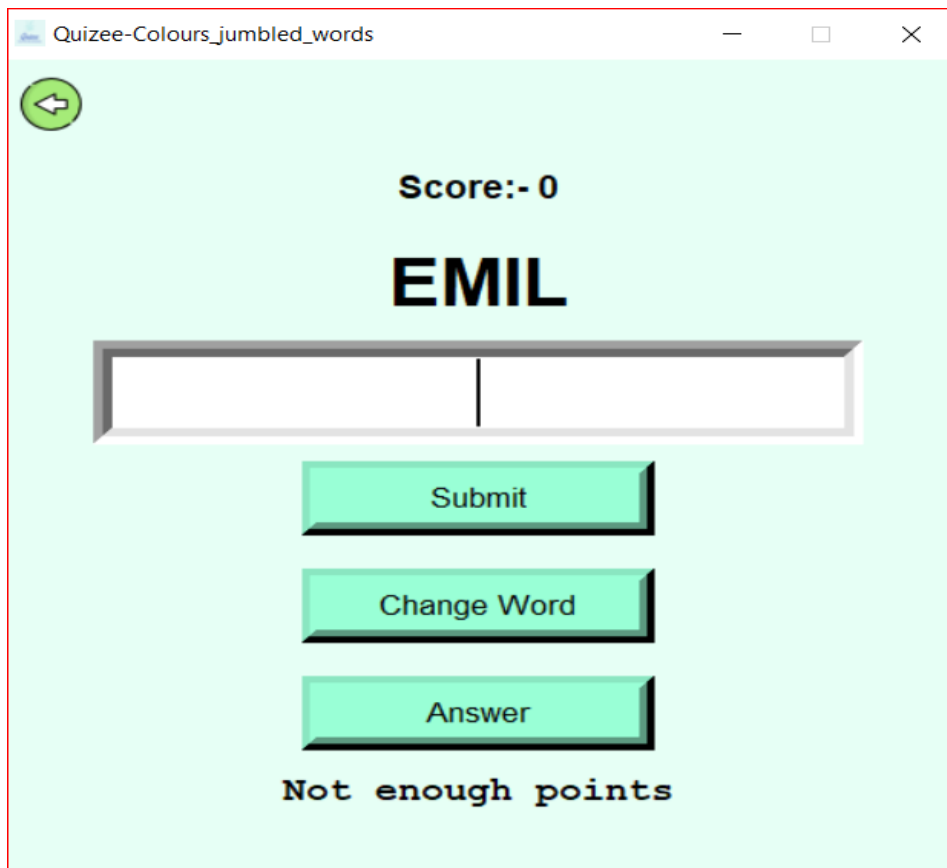 Quizee-Colours_jumbled_words
Score:- 0
EMIL
Submit
Change Word
Answer
Not enough points